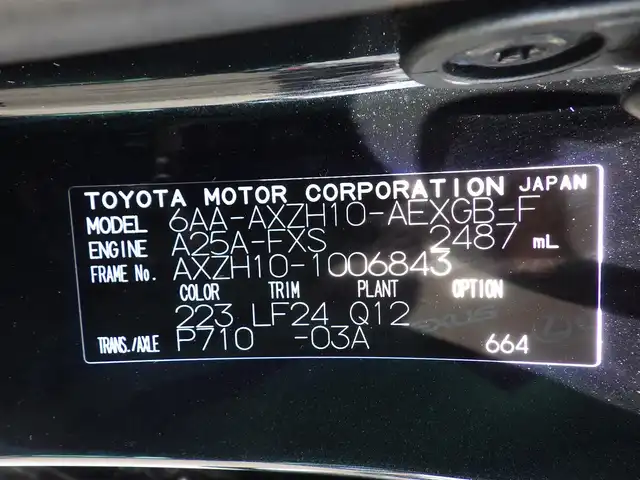 TOYOTA MOTOR CORPORATION JAPAN
MODEL 6AA-AXZH10-AEXGB-F
ENGINE A25A-FXS 2487 mL
FRAME No. AXZH10-1006843
COLOR TRIM PLANT OPTION
223 LF24 Q12
TRANS./AXLE P710 -03A 664